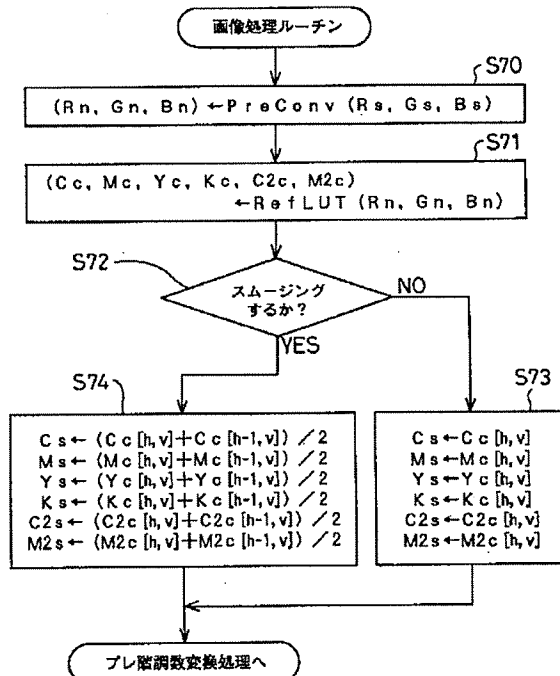 画像処理ルーチン
S70
(Rn, Gn, Bn)←PreConv(Rs, Gs, Bs)
S71
(Cc, Mc, Yc, Kc, C2c, M2c)
←RefLUT(Rn, Gn, Bn)
S72
スムージング
するか?
NO
YES
S74
Cs←(Cc[h,v]+Cc[h-1,v])/2
Ms←(Mc[h,v]+Mc[h-1,v])/2
Ys←(Yc[h,v]+Yc[h-1,v])/2
Ks←(Kc[h,v]+Kc[h-1,v])/2
C2s←(C2c[h,v]+C2c[h-1,v])/2
M2s←(M2c[h,v]+M2c[h-1,v])/2
S73
Cs←Cc[h,v]
Ms←Mc[h,v]
Ys←Yc[h,v]
Ks←Kc[h,v]
C2s←C2c[h,v]
M2s←M2c[h,v]
プレ階調数変換処理へ